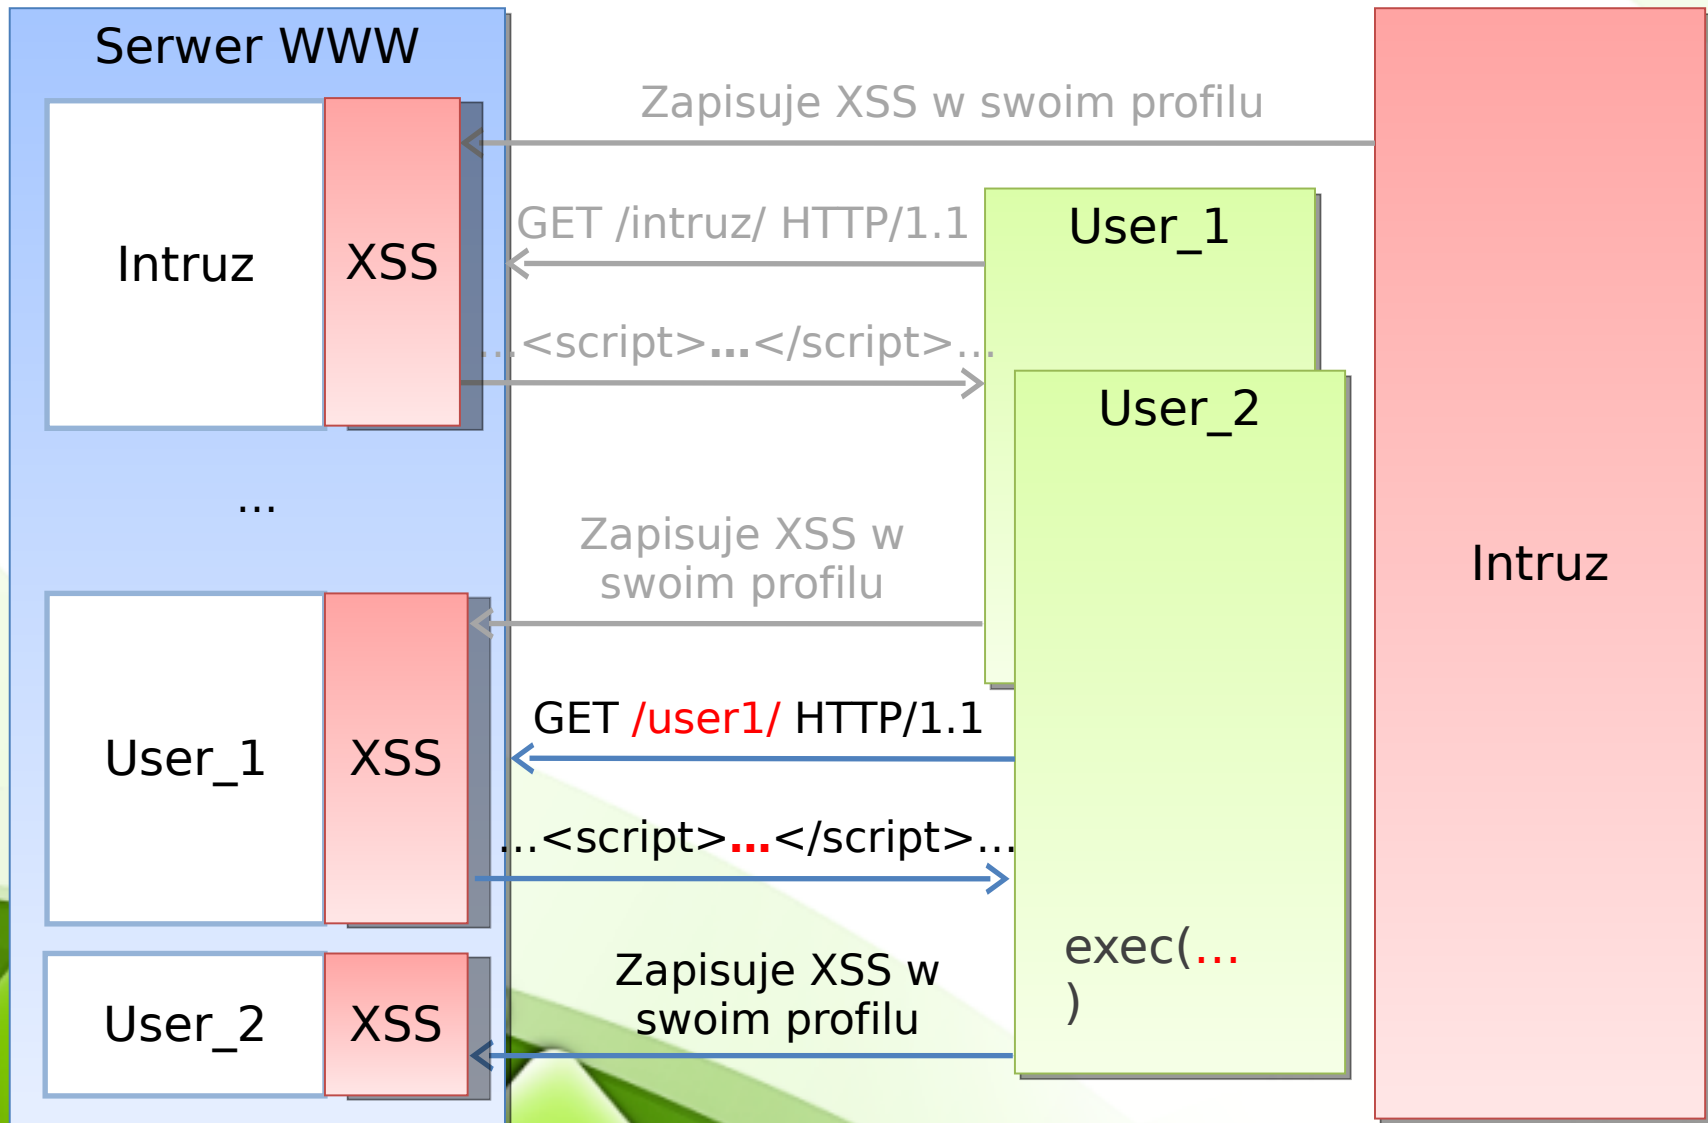 Serwer WWW
Zapisuje XSS w swoim profilu
Intruz
XSS
GET /intruz/ HTTP/1.1
User_1
...<script>...</script>...
User_2
...
Zapisuje XSS w
swoim profilu
Intruz
GET /user1/ HTTP/1.1
User_1
XSS
...<script>...</script>...
exec(...
)
Zapisuje XSS w
swoim profilu
User_2
XSS